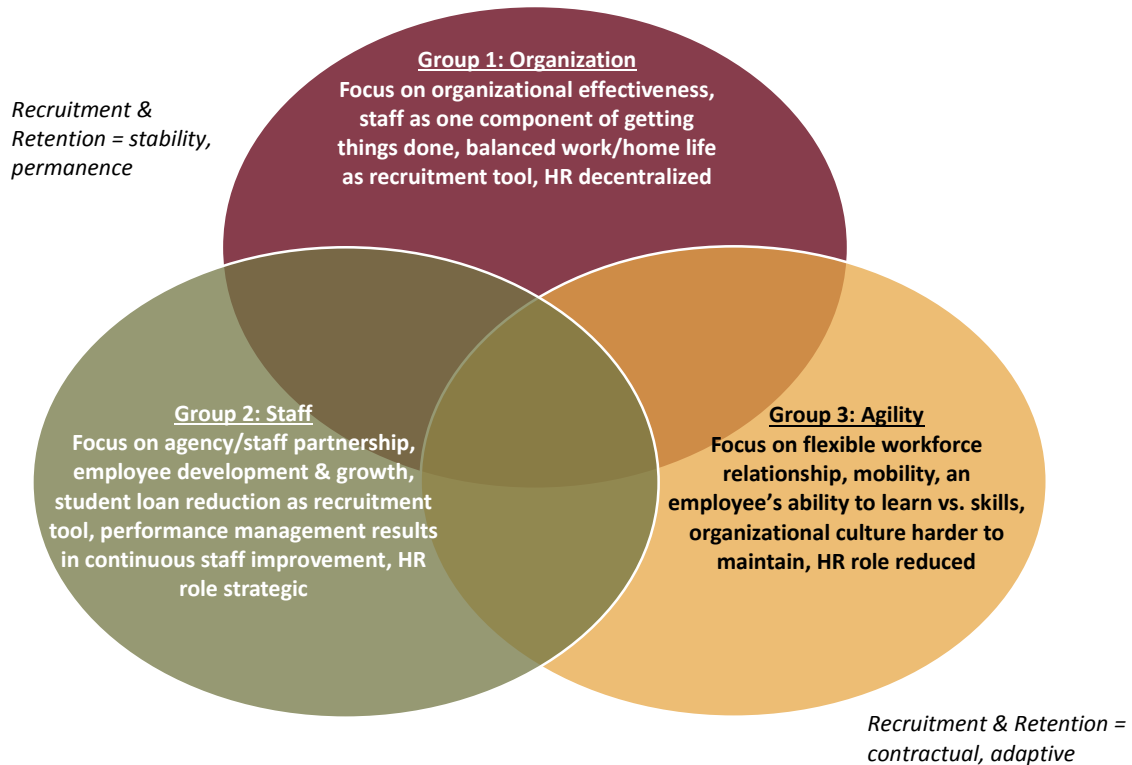 Group 1: Organization
Focus on organizational effectiveness,
staff as one component of getting
things done, balanced work/home life
as recruitment tool, HR decentralized
Recruitment &
Retention = stability,
permanence
Group 2: Staff
Focus on agency/staff partnership,
employee development & growth,
student loan reduction as recruitment
tool, performance management results
in continuous staff improvement, HR
role strategic
Group 3: Agility
Focus on flexible workforce
relationship, mobility, an
employee’s ability to learn vs. skills,
organizational culture harder to
maintain, HR role reduced
Recruitment & Retention =
contractual, adaptive